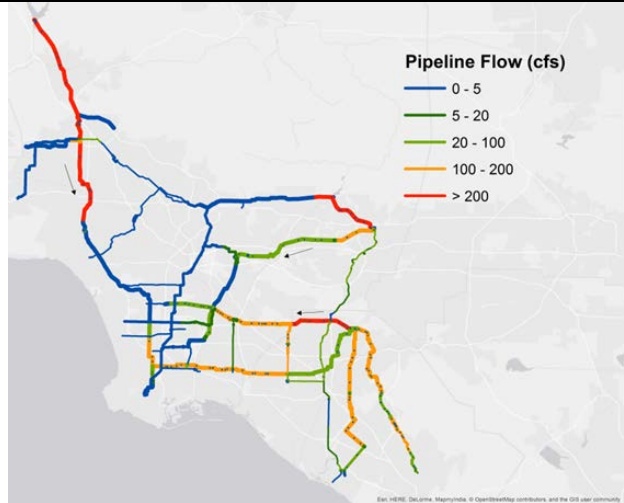 Pipeline Flow (cfs)
0 - 5
5 - 20
20 - 100
100 - 200
> 200
Esri, HERE, DeLorme, MapmyIndia, © OpenStreetMap contributors, and the GIS user community